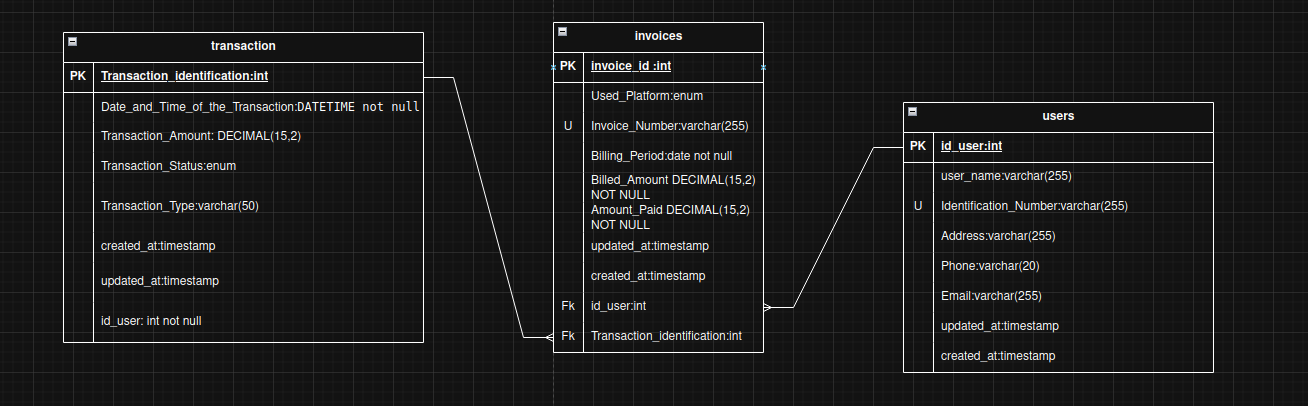 transaction
PK Transaction_identification:int
Date_and_Time_of_the_Transaction:DATETIME not null
Transaction_Amount: DECIMAL(15,2)
Transaction_Status:enum
Transaction_Type:varchar(50)
created_at:timestamp
updated_at:timestamp
id_user: int not null
invoices
PK invoice_id :int
Used_Platform:enum
U Invoice_Number:varchar(255)
Billing_Period:date not null
Billed_Amount DECIMAL(15,2)
NOT NULL
Amount_Paid DECIMAL(15,2)
NOT NULL
updated_at:timestamp
created_at:timestamp
Fk id_user:int
Fk Transaction_identification:int
users
PK id_user:int
user_name:varchar(255)
U Identification_Number:varchar(255)
Address:varchar(255)
Phone:varchar(20)
Email:varchar(255)
updated_at:timestamp
created_at:timestamp